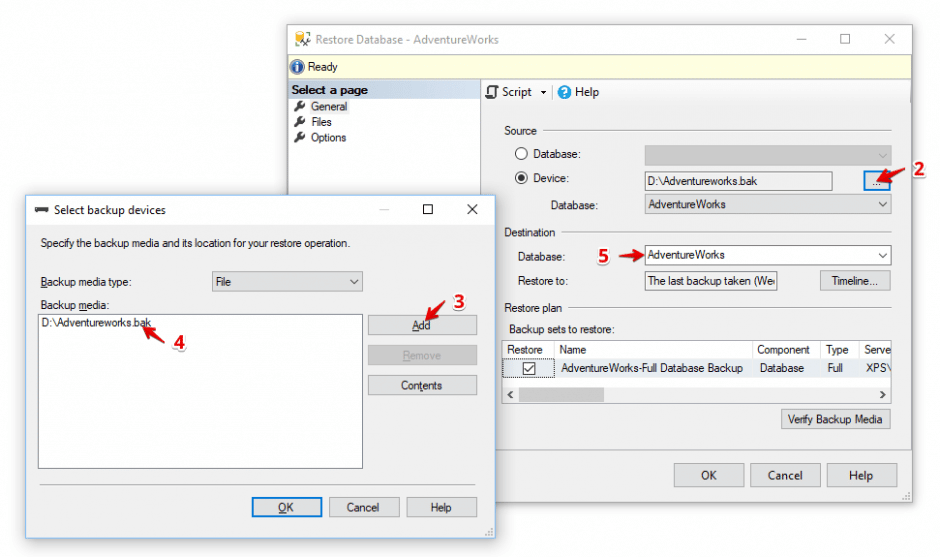 Restore Database - AdventureWorks
Ready
Select a page
General
Files
Options
Script
Help
Source
Database:
Device:
D:\Adventureworks.bak
...
2
Database:
AdventureWorks
Destination
5
Database:
AdventureWorks
Restore to:
The last backup taken (We
Timeline...
Restore plan
Backup sets to restore:
Restore Name Component Type Serve
AdventureWorks-Full Database Backup Database Full XPS\
Verify Backup Media
OK Cancel Help
Select backup devices
Specify the backup media and its location for your restore operation.
Backup media type:
File
Backup media:
D:\Adventureworks.bak
4
3
Add
Remove
Contents
OK Cancel Help